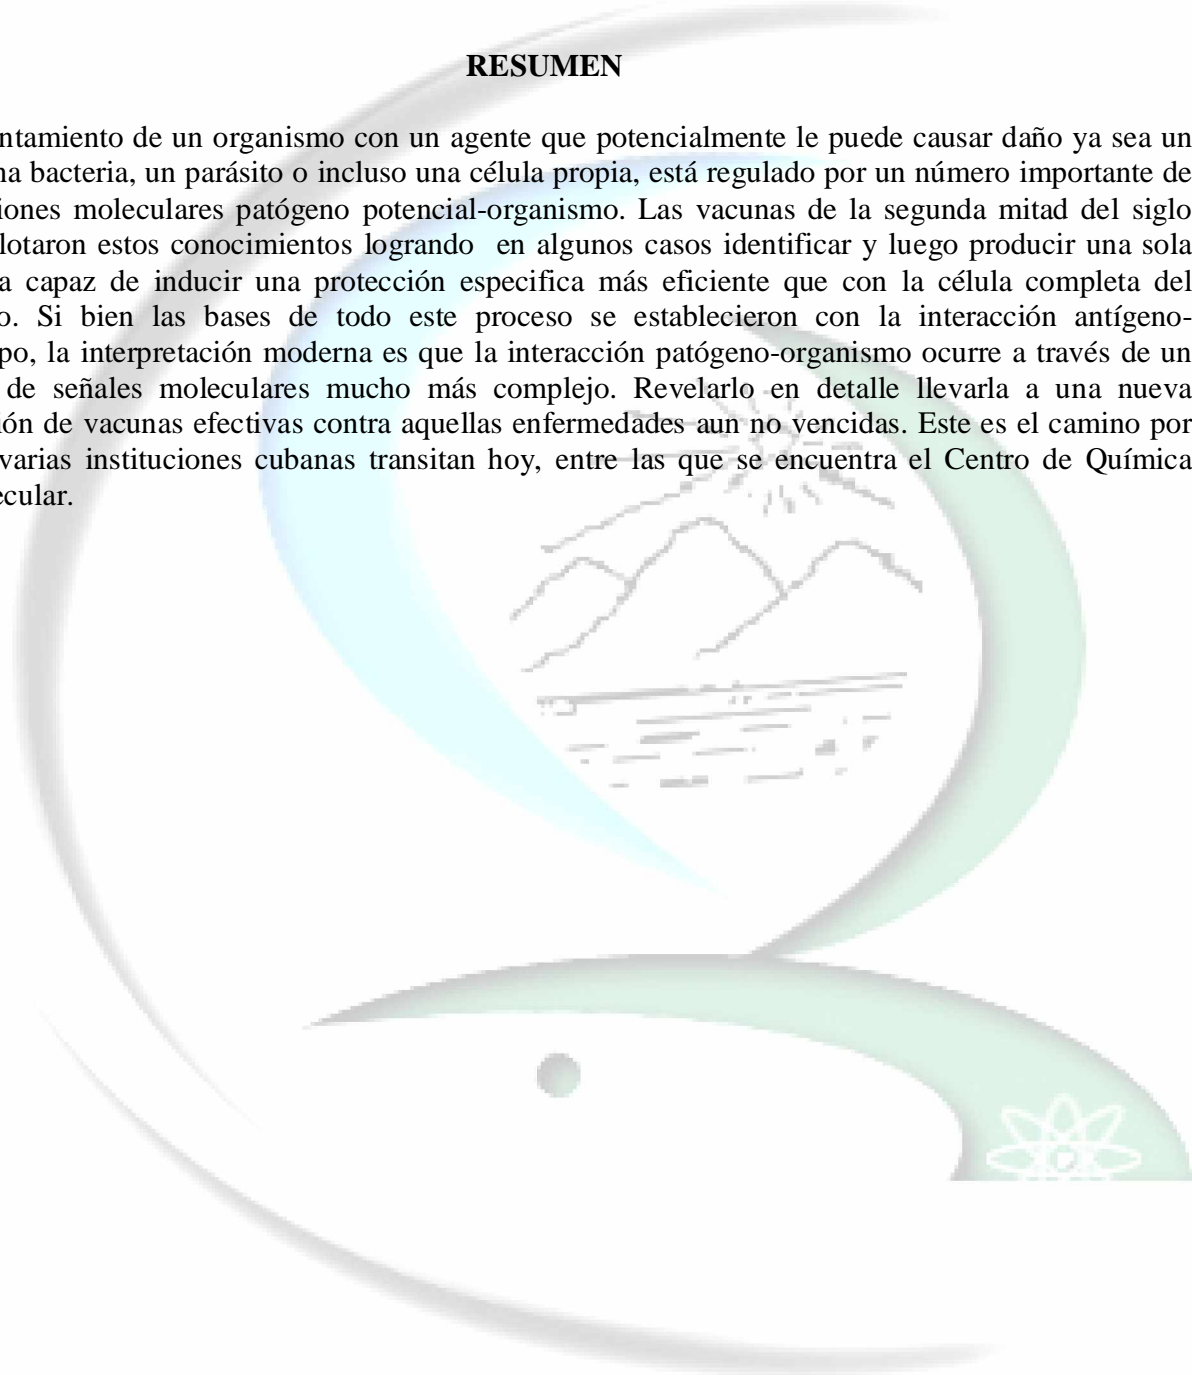 RESUMEN
ntamiento de un organismo con un agente que potencialmente le puede causar daño ya sea un
na bacteria, un parásito o incluso una célula propia, está regulado por un número importante de
iones moleculares patógeno potencial-organismo. Las vacunas de la segunda mitad del siglo
lotaron estos conocimientos logrando en algunos casos identificar y luego producir una sola
a capaz de inducir una protección especifica más eficiente que con la célula completa del
o. Si bien las bases de todo este proceso se establecieron con la interacción antígeno-
po, la interpretación moderna es que la interacción patógeno-organismo ocurre a través de un
de señales moleculares mucho más complejo. Revelarlo en detalle llevarla a una nueva
ión de vacunas efectivas contra aquellas enfermedades aun no vencidas. Este es el camino por
varias instituciones cubanas transitan hoy, entre las que se encuentra el Centro de Química
ecular.